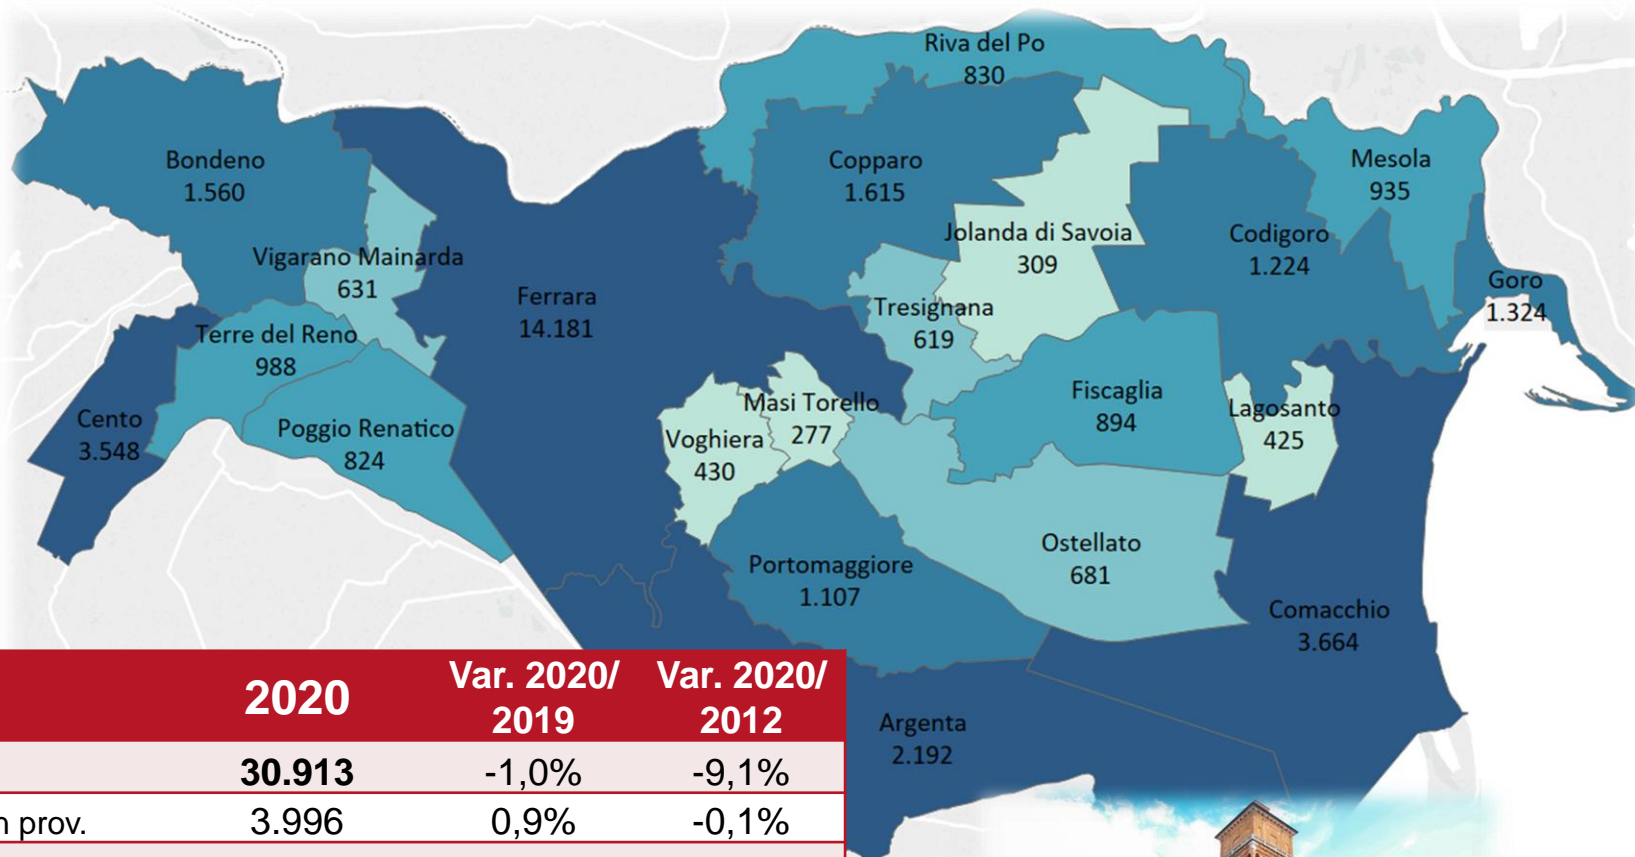 Riva del Po
830
Bondeno
1.560
Copparo
1.615
Mesola
935
Jolanda di Savoia
309
Codigoro
1.224
Vigarano Mainarda
631
Goro
1.324
Ferrara
14.181
Tresignana
619
Terre del Reno
988
Fiscaglia
894
Masi Torello
277
Lagosanto
425
Cento
3.548
Poggio Renatico
824
Voghiera
430
Ostellato
681
Portomaggiore
1.107
Comacchio
3.664
Argenta
2.192
2020
Var. 2020/
2019
Var. 2020/
2012
30.913 -1,0% -9,1%
prov. 3.996 0,9% -0,1%